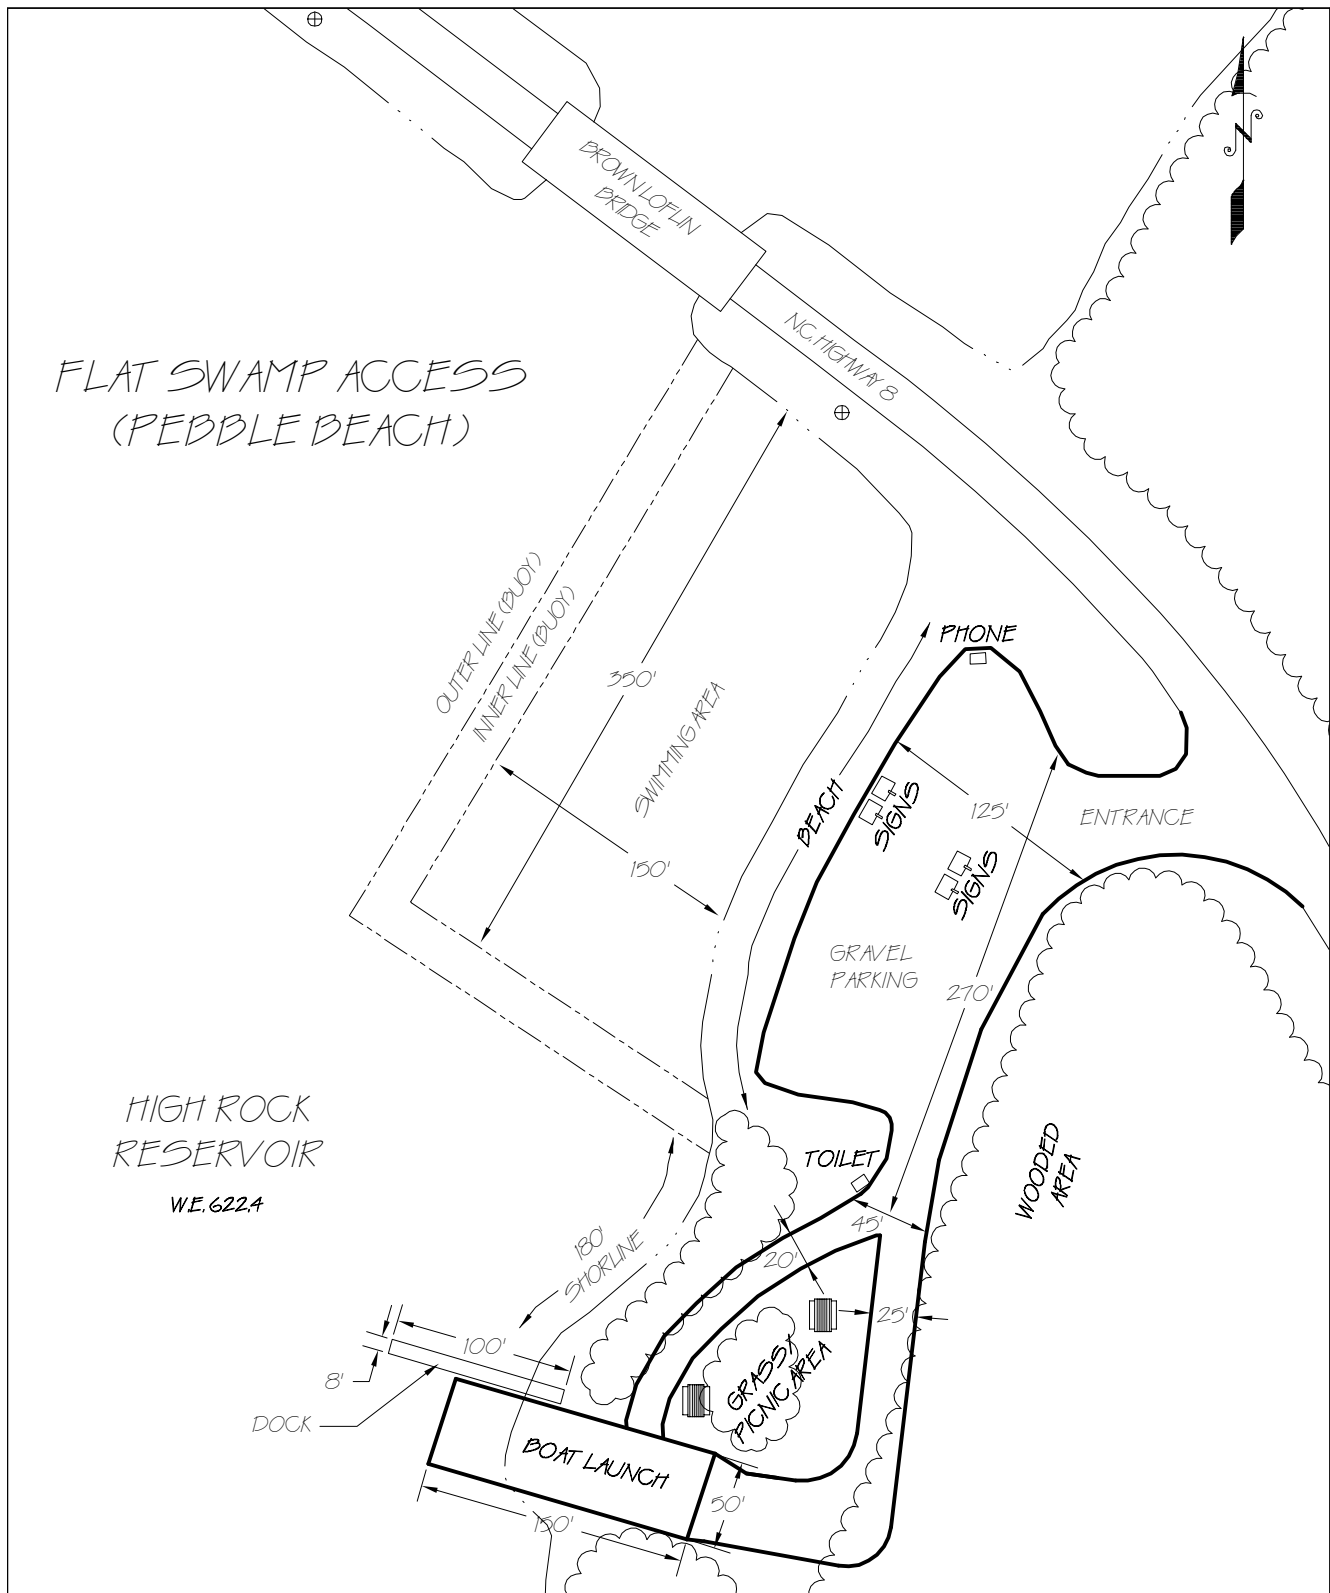 BROWN LOFLIN
BRIDGE
N
N.C. HIGHWAY 8
FLAT SWAMP ACCESS
(PEBBLE BEACH)
OUTER LINE (BUOY)
INNER LINE (BUOY)
350'
SWIMMING AREA
150'
PHONE
BEACH
SIGNS
125'
ENTRANCE
SIGNS
GRAVEL
PARKING
270'
HIGH ROCK
RESERVOIR
W.E. 622.4
WOODED
AREA
TOILET
45'
180'
SHORLINE
20'
25'
100'
8'
GRASSY
PICNIC AREA
DOCK
BOAT LAUNCH
50'
150'